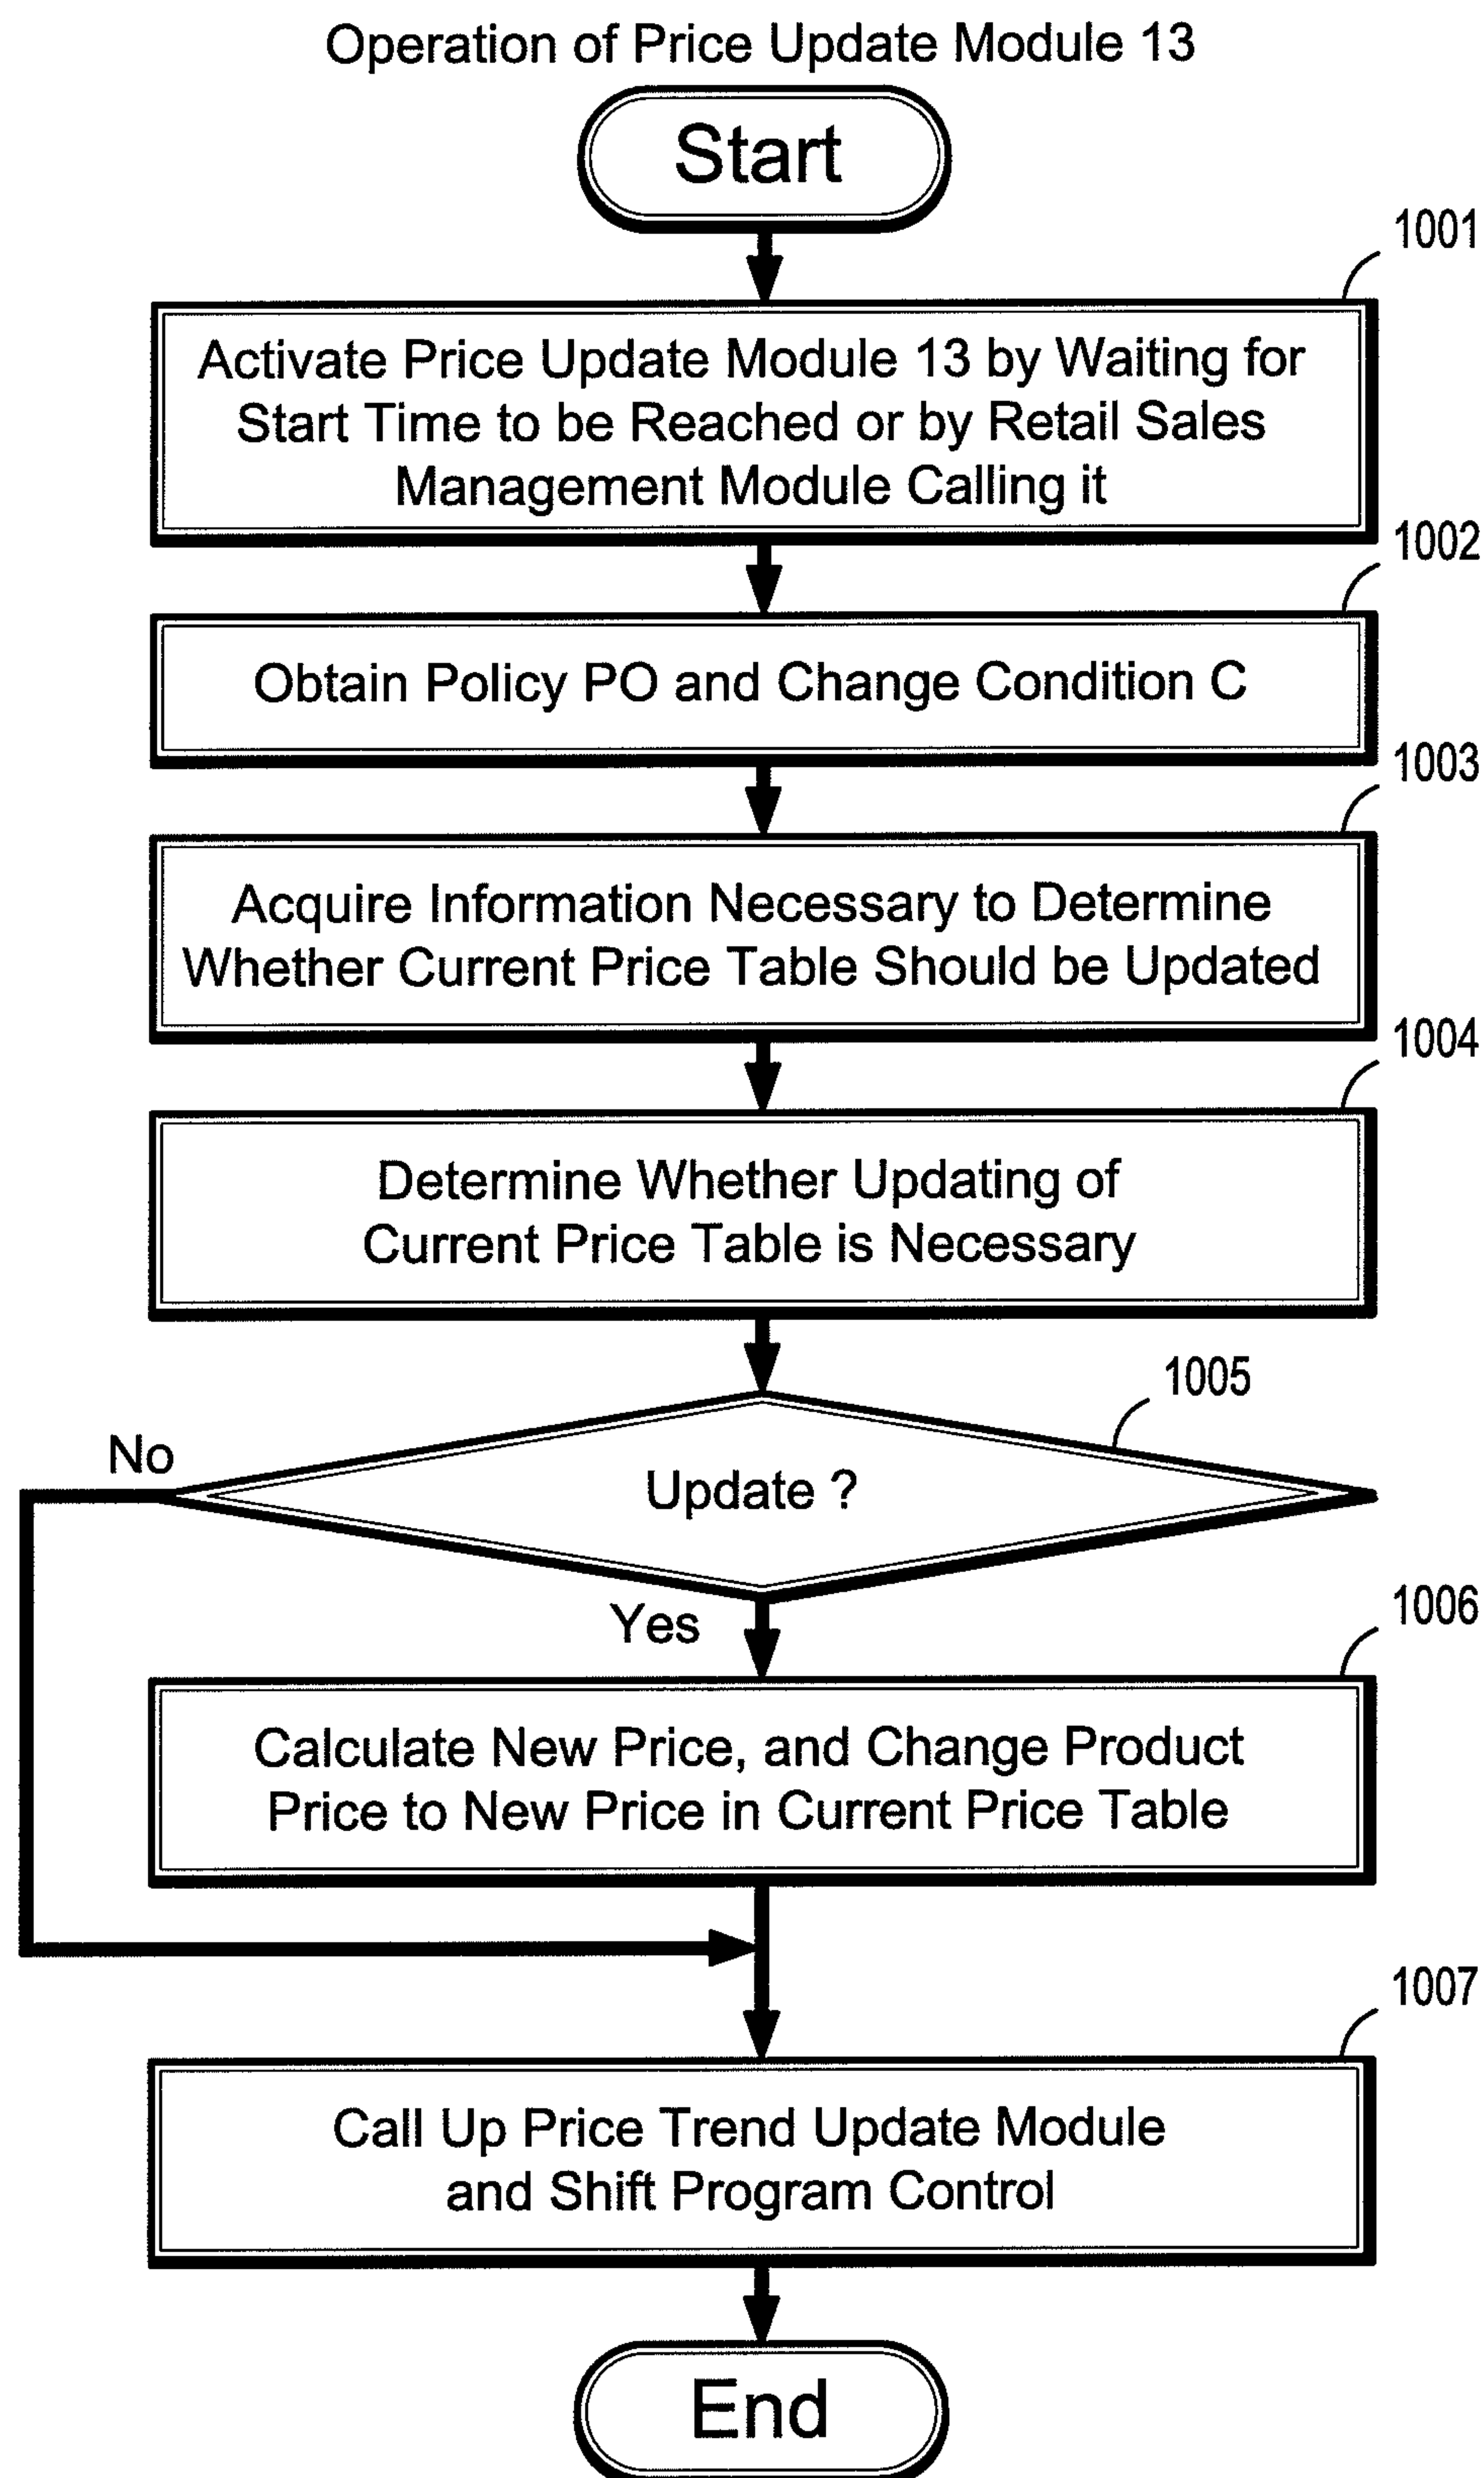 Operation of Price Update Module 13
Start
1001
Activate Price Update Module 13 by Waiting for
Start Time to be Reached or by Retail Sales
Management Module Calling it
1002
Obtain Policy PO and Change Condition C
1003
Acquire Information Necessary to Determine
Whether Current Price Table Should be Updated
1004
Determine Whether Updating of
Current Price Table is Necessary
1005
No
Update ?
Yes
1006
Calculate New Price, and Change Product
Price to New Price in Current Price Table
1007
Call Up Price Trend Update Module
and Shift Program Control
End